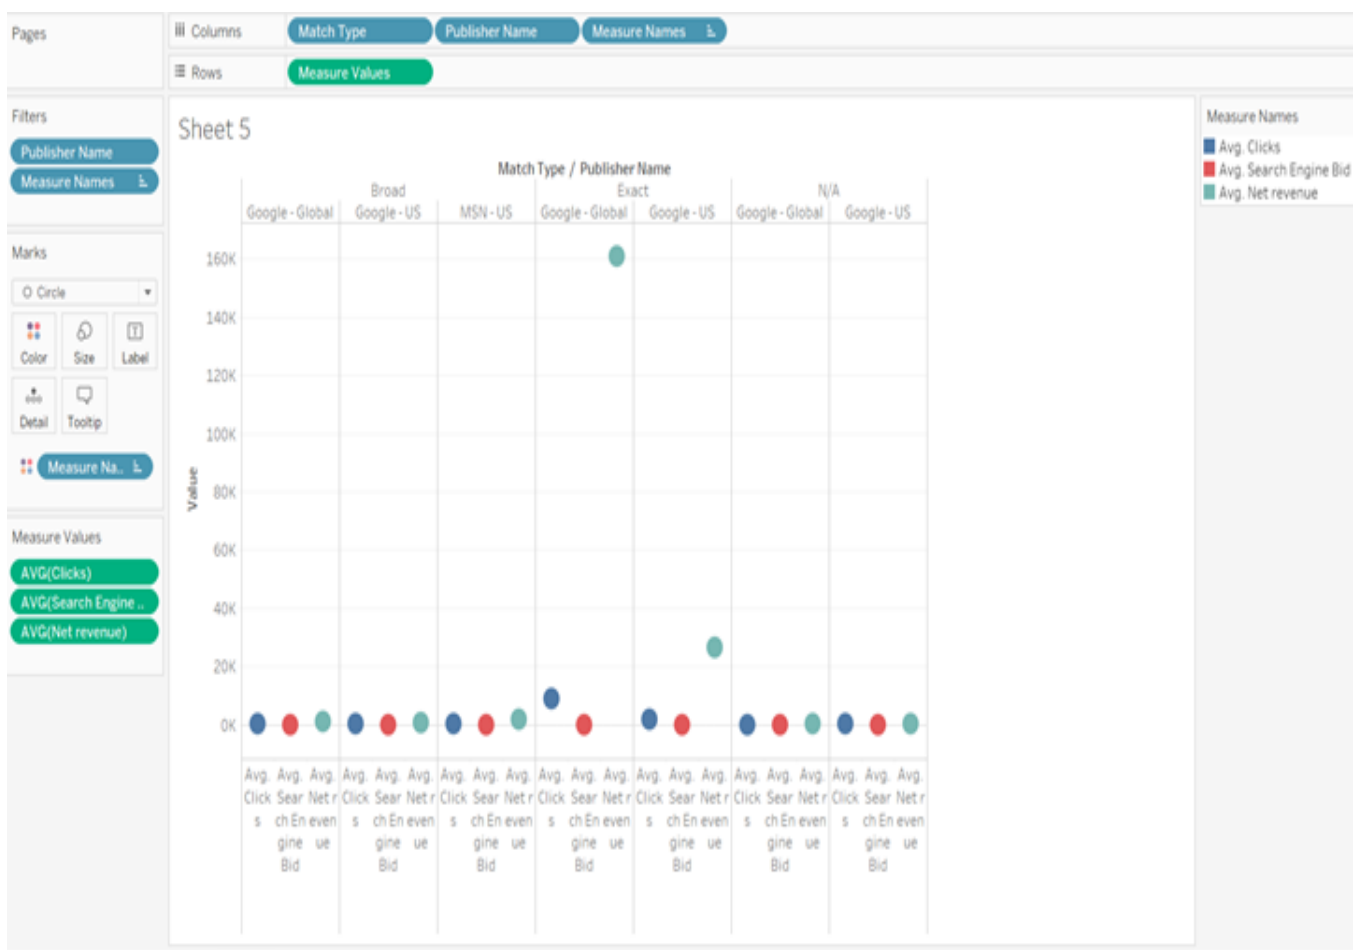 Pages
Columns
Match Type
Publisher Name
Measure Names
Rows
Measure Values
Filters
Publisher Name
Measure Names
Marks
Circle
Color
Size
Label
Detail
Tooltip
Measure Na..
Measure Values
AVG(Clicks)
AVG(Search Engine ..
AVG(Net revenue)
Sheet 5
Match Type / Publisher Name
Broad
Exact
N/A
Google - Global
Google - US
MSN - US
Google - Global
Google - US
Google - Global
Google - US
Value
160K
140K
120K
100K
80K
60K
40K
20K
0K
Avg. Avg. Avg. Avg. Avg. Avg. Avg. Avg. Avg. Avg. Avg. Avg. Avg. Avg. Avg. Avg. Avg. Avg. Avg. Avg. Avg.
Click Sear Net r Click Sear Net r Click Sear Net r Click Sear Net r Click Sear Net r Click Sear Net r Click Sear Net r
s ch En even s ch En even s ch En even s ch En even s ch En even s ch En even s ch En even
gine ue gine ue gine ue gine ue gine ue gine ue gine ue
Bid Bid Bid Bid Bid Bid Bid
Measure Names
Avg. Clicks
Avg. Search Engine Bid
Avg. Net revenue